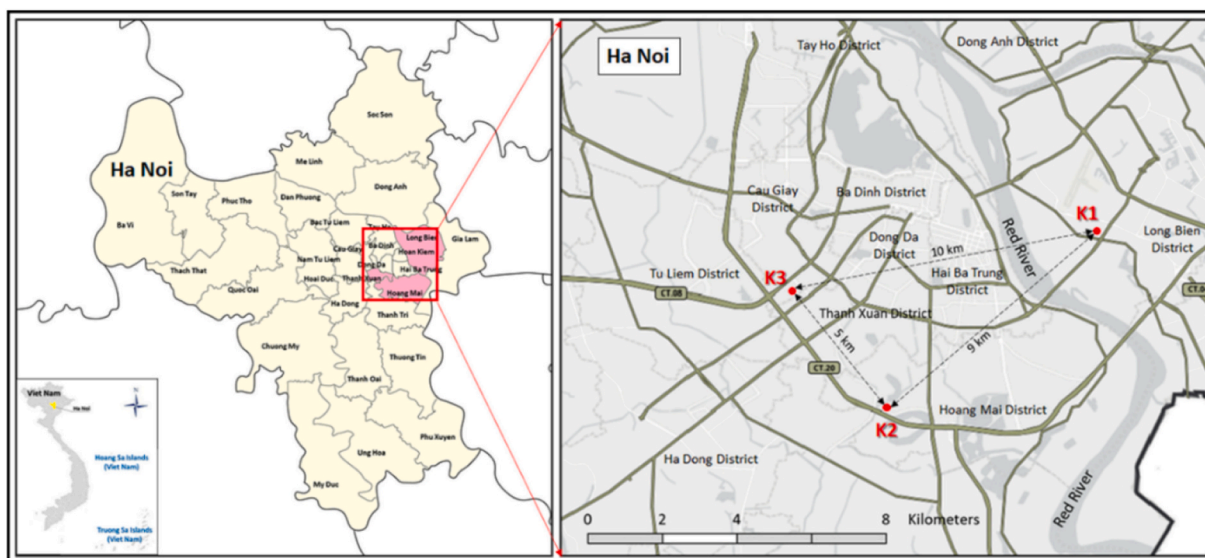 Ha Noi
Soc Son
Me Linh
Dong Anh
Son Tay
Phuc Tho
Dan Phuong
Ba Vi
Bac Tu Liem
Tay Ho
Long Bien
Gia Lam
Cau Giay
Ba Dinh
Hoan Kiem
Nam Tu Liem
Dong Da
Hai Ba Trung
Thach That
Hoai Duc
Thanh Xuan
Quoc Oai
Hoang Mai
Ha Dong
Thanh Tri
Chuong My
Thuong Tin
Thanh Oai
Phu Xuyen
Ung Hoa
My Duc
Viet Nam
N
Ha Noi
Hoang Sa Islands
(Viet Nam)
Truong Sa Islands
(Viet Nam)
Ha Noi
Tay Ho District
Dong Anh District
Cau Giay
District
Ba Dinh District
K1
Long Bien
District
Dong Da
District
Red River
10 km
Tu Liem District
K3
Hai Ba Trung
District
CT.08
Thanh Xuan District
5 km
9 km
CT.20
K2
Hoang Mai District
Ha Dong District
Red River
0 2 4 8 Kilometers